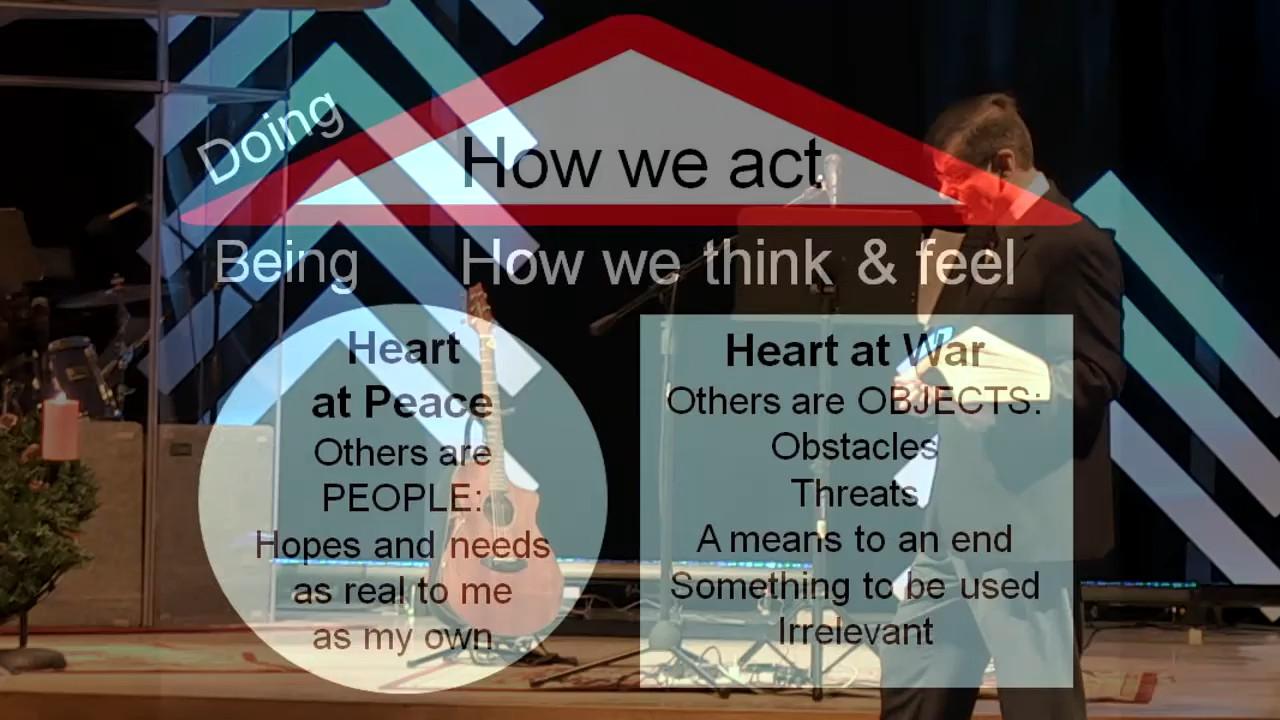 Doing
How we act
Being How we think & feel
Heart
at Peace
Others are
PEOPLE:
Hopes and needs
as real to me
as my own
Heart at War
Others are OBJECTS:
Obstacles
Threats
A means to an end
Something to be used
Irrelevant